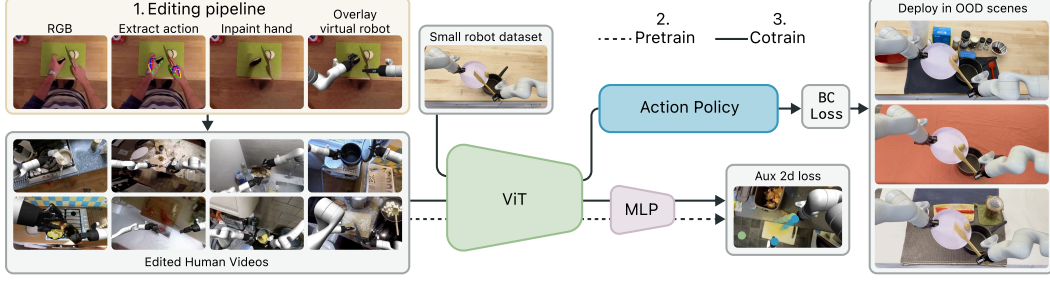 1. Editing pipeline
RGB
Extract action
Inpaint hand
Overlay
virtual robot
Edited Human Videos
Small robot dataset
2.
Pretrain
3.
Cotrain
ViT
Action Policy
BC
Loss
MLP
Aux 2d loss
Deploy in OOD scenes